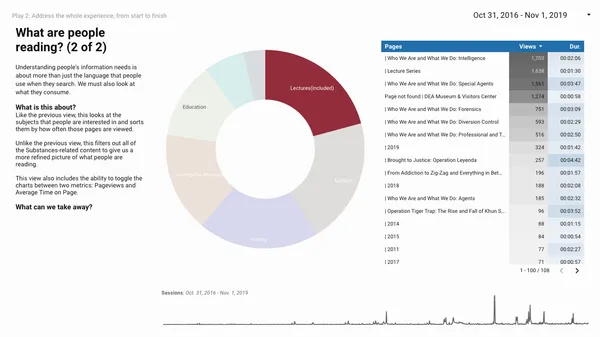 Play 2: Address the whole experience, from start to finish
Oct 31, 2016 - Nov 1, 2019
What are people
reading? (2 of 2)
Understanding people's information needs is
about more than just the language that people
use when they search. We must also look at
what they consume.
What is this about?
Like the previous view, this looks at the
subjects that people are interested in and sorts
them by how often those pages are viewed.
Unlike the previous view, this filters out all of
the Substances-related content to give us a
more refined picture of what people are
reading.
This view also includes the ability to toggle the
charts between two metrics: Pageviews and
Average Time on Page.
What can we take away?
Lectures(included)
Education
Pages Views Dur.
| Who We Are and What We Do: Intelligence 00:02:06
| Lecture Series 1,638 00:01:30
| Who We Are and What We Do: Special Agents 1,561 00:03:47
Page not found | DEA Museum & Visitors Center 1,274 00:00:58
| Who We Are and What We Do: Forensics 751 00:03:09
| Who We Are and What We Do: Diversion Control 593 00:02:29
| Who We Are and What We Do: Professional and T... 516 00:02:50
| 2019 324 00:01:42
| Brought to Justice: Operation Leyenda 257 00:04:42
| From Addiction to Zig-Zag and Everything in Bet... 196 00:01:57
| 2018 188 00:02:08
| Who We Are and What We Do: Agents 185 00:02:32
| Operation Tiger Trap: The Rise and Fall of Khun S... 96 00:03:52
| 2014 88 00:01:15
| 2015 84 00:00:54
| 2011 77 00:02:27
| 2017 71 00:00:57
1 - 100 / 108
Sessions: Oct 31, 2016 - Nov 1, 2019